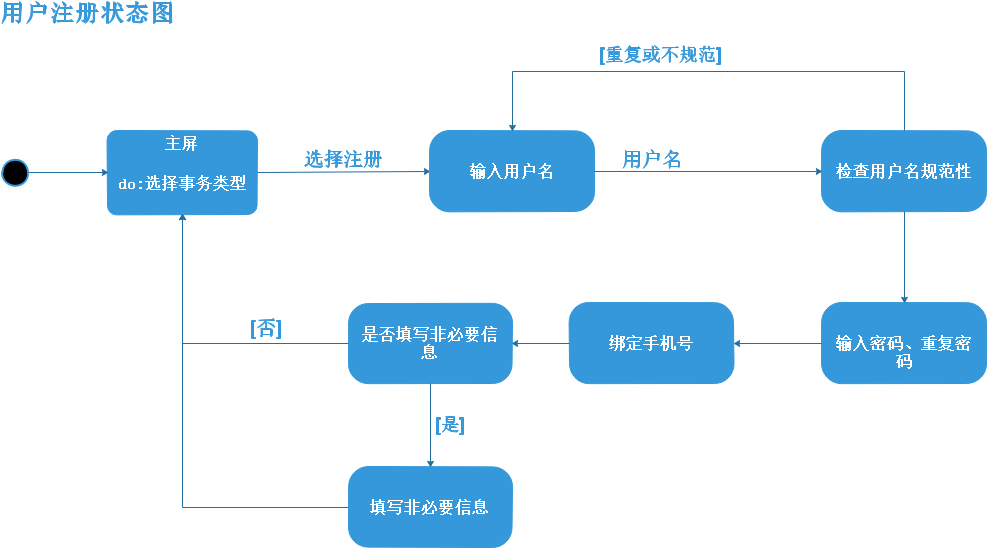 用户注册状态图
[重复或不规范]
主屏
do:选择事务类型
选择注册
输入用户名
用户名
检查用户名规范性
[否]
是否填写非必要信
息
绑定手机号
输入密码、重复密
码
[是]
填写非必要信息